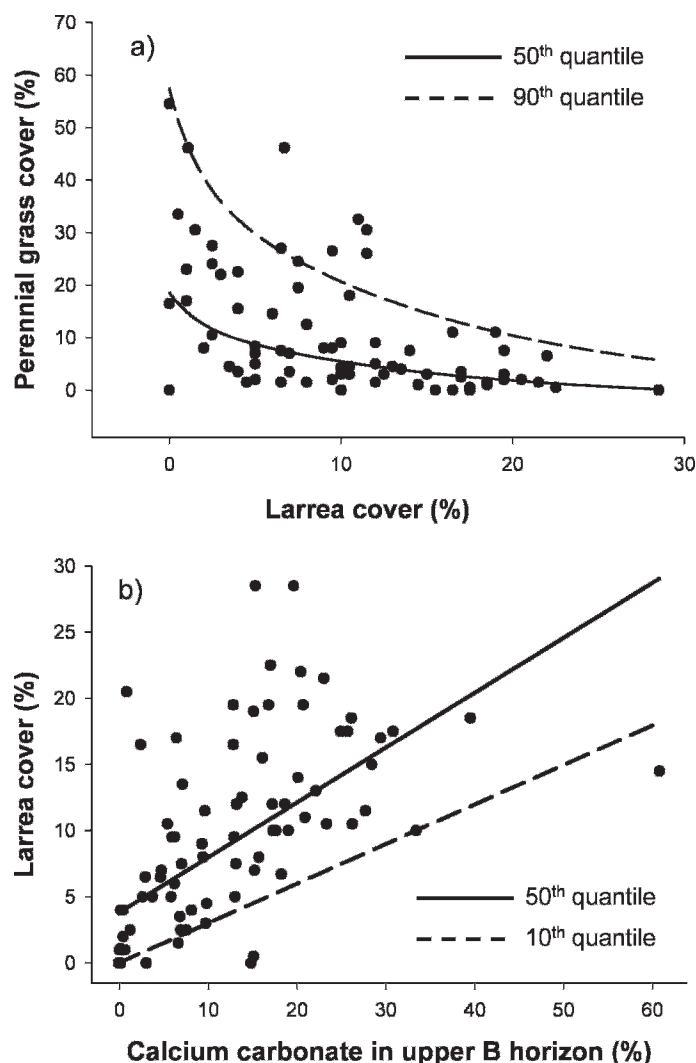 a)
50th quantile
90th quantile
Perennial grass cover (%)
70
60
50
40
30
20
10
0
0 10 20 30
Larrea cover (%)
b)
Larrea cover (%)
30
25
20
15
10
5
0
50th quantile
10th quantile
0 10 20 30 40 50 60
Calcium carbonate in upper B horizon (%)